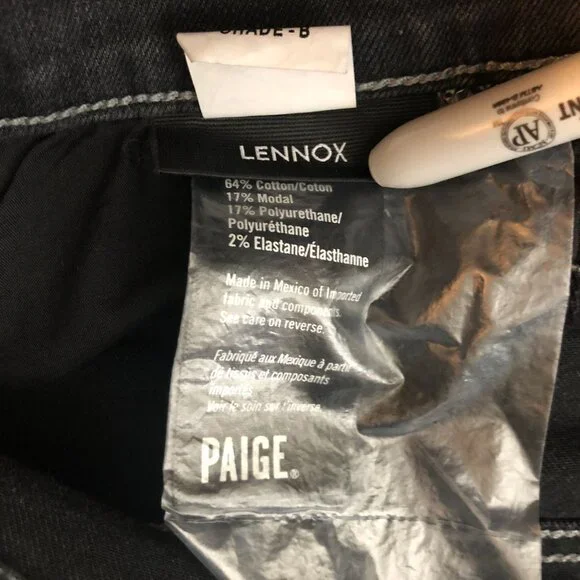 SHADE - B
LENNOX
64% Cotton/Coton
17% Modal
17% Polyurethane/
Polyuréthane
2% Elastane/Élasthanne
Made in Mexico of Imported
fabric and components.
See care on reverse.
Fabriqué aux Mexique à partir
de tissus et composants
importés.
Voir le soin sur l'inverse.
PAIGE®
AP
NT